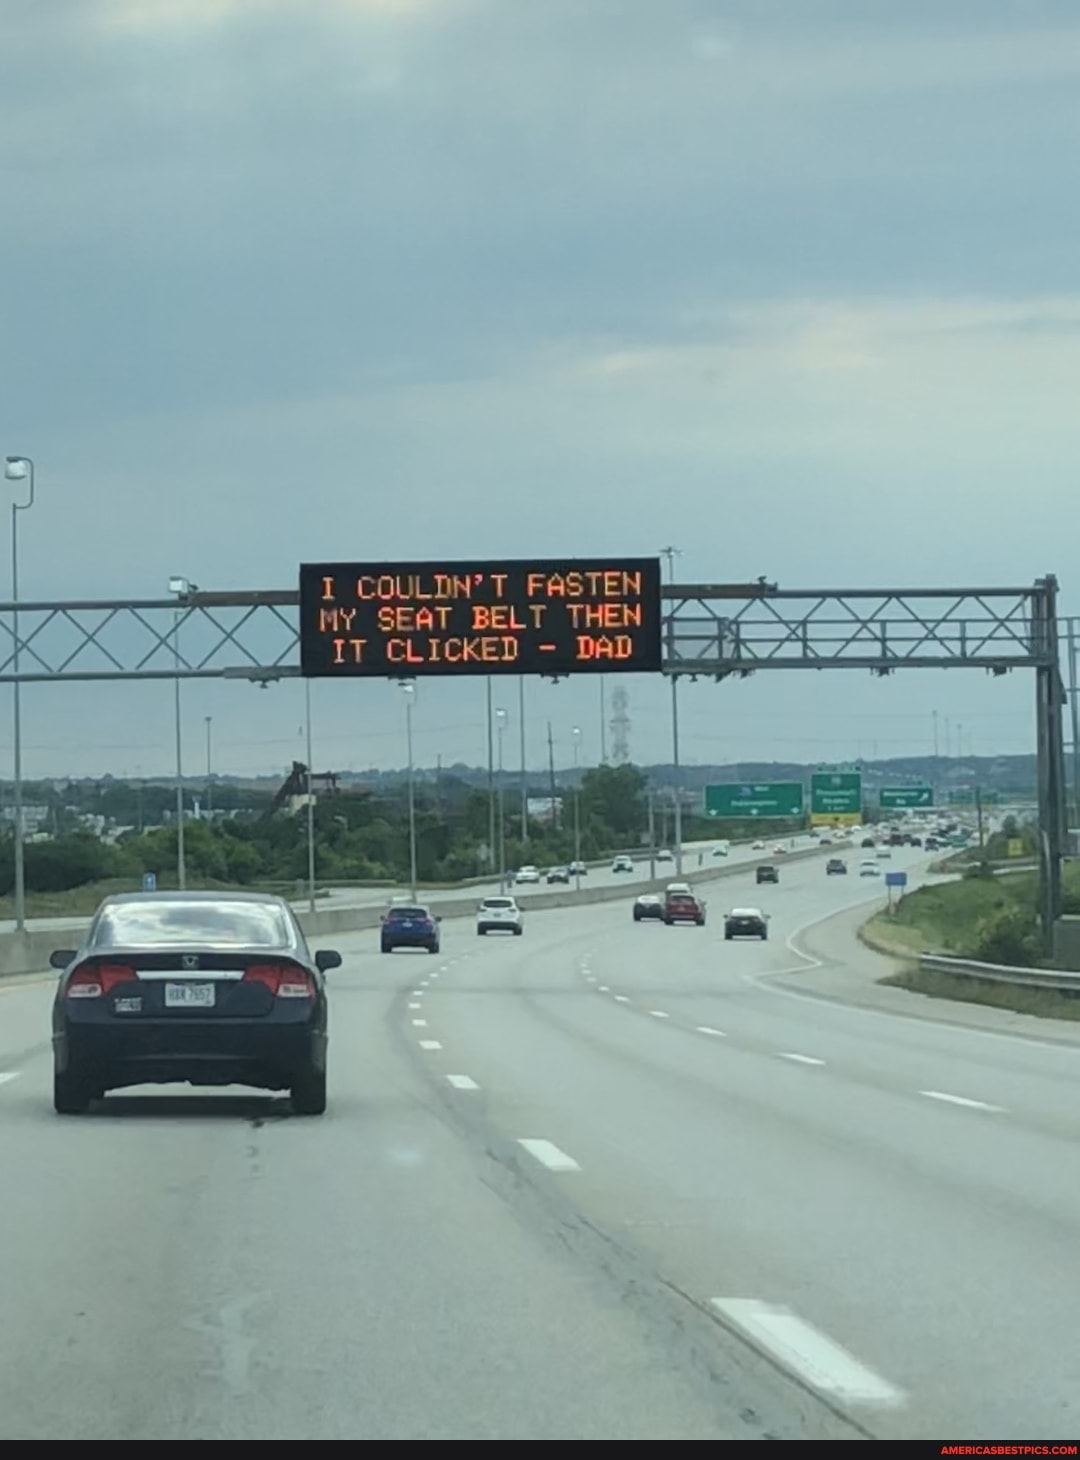 I COULDN'T FASTEN
MY SEAT BELT THEN
IT CLICKED - DAD
AMERICASBESTPICS.COM